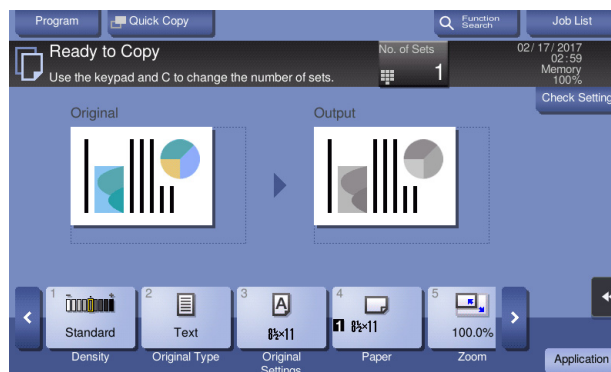 Program
Quick Copy
Function
Search
Job List
Ready to Copy
Use the keypad and C to change the number of sets.
No. of Sets
1
02/17/2017
02:59
Memory
100%
Check Setting
Original
Output
1
Standard
Density
2
Text
Original Type
3
A
8½×11
Original
Settings
4
1 8½×11
Paper
5
100.0%
Zoom
Application